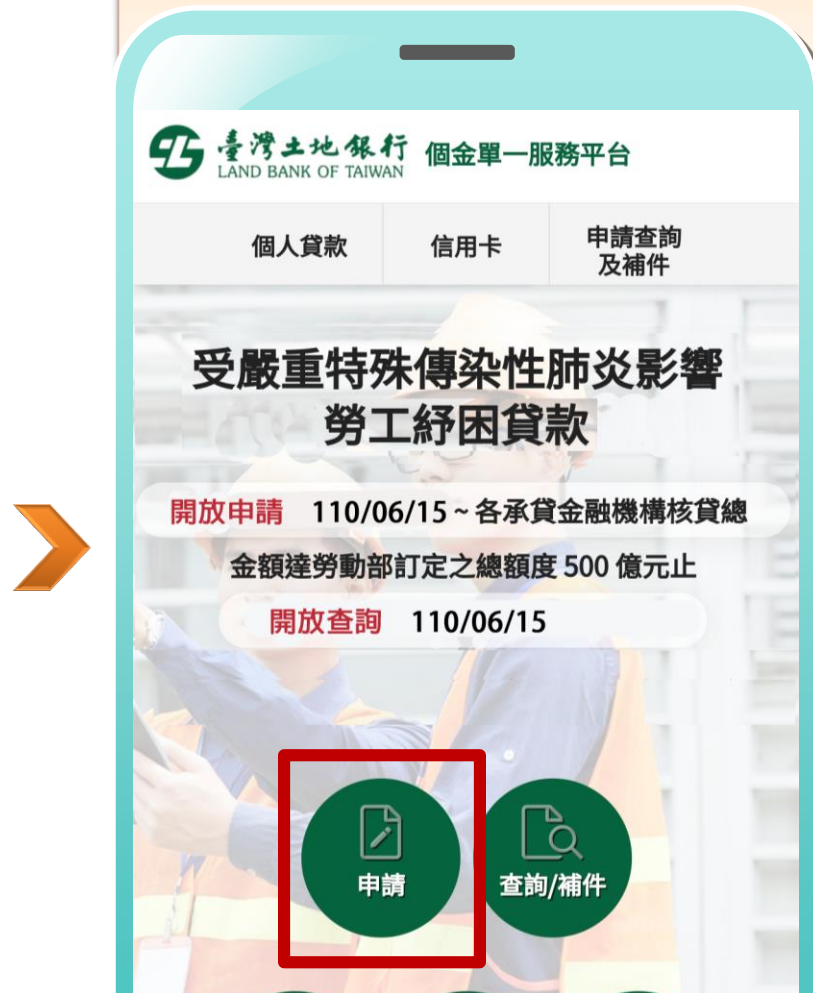 臺灣土地銀行 個金單一服務平台
LAND BANK OF TAIWAN
個人貸款 信用卡 申請查詢
及補件
受嚴重特殊傳染性肺炎影響
勞工紓困貸款
開放申請 110/06/15 ~ 各承貸金融機構核貸總
金額達勞動部訂定之總額度 500 億元止
開放查詢 110/06/15
申請 查詢/補件